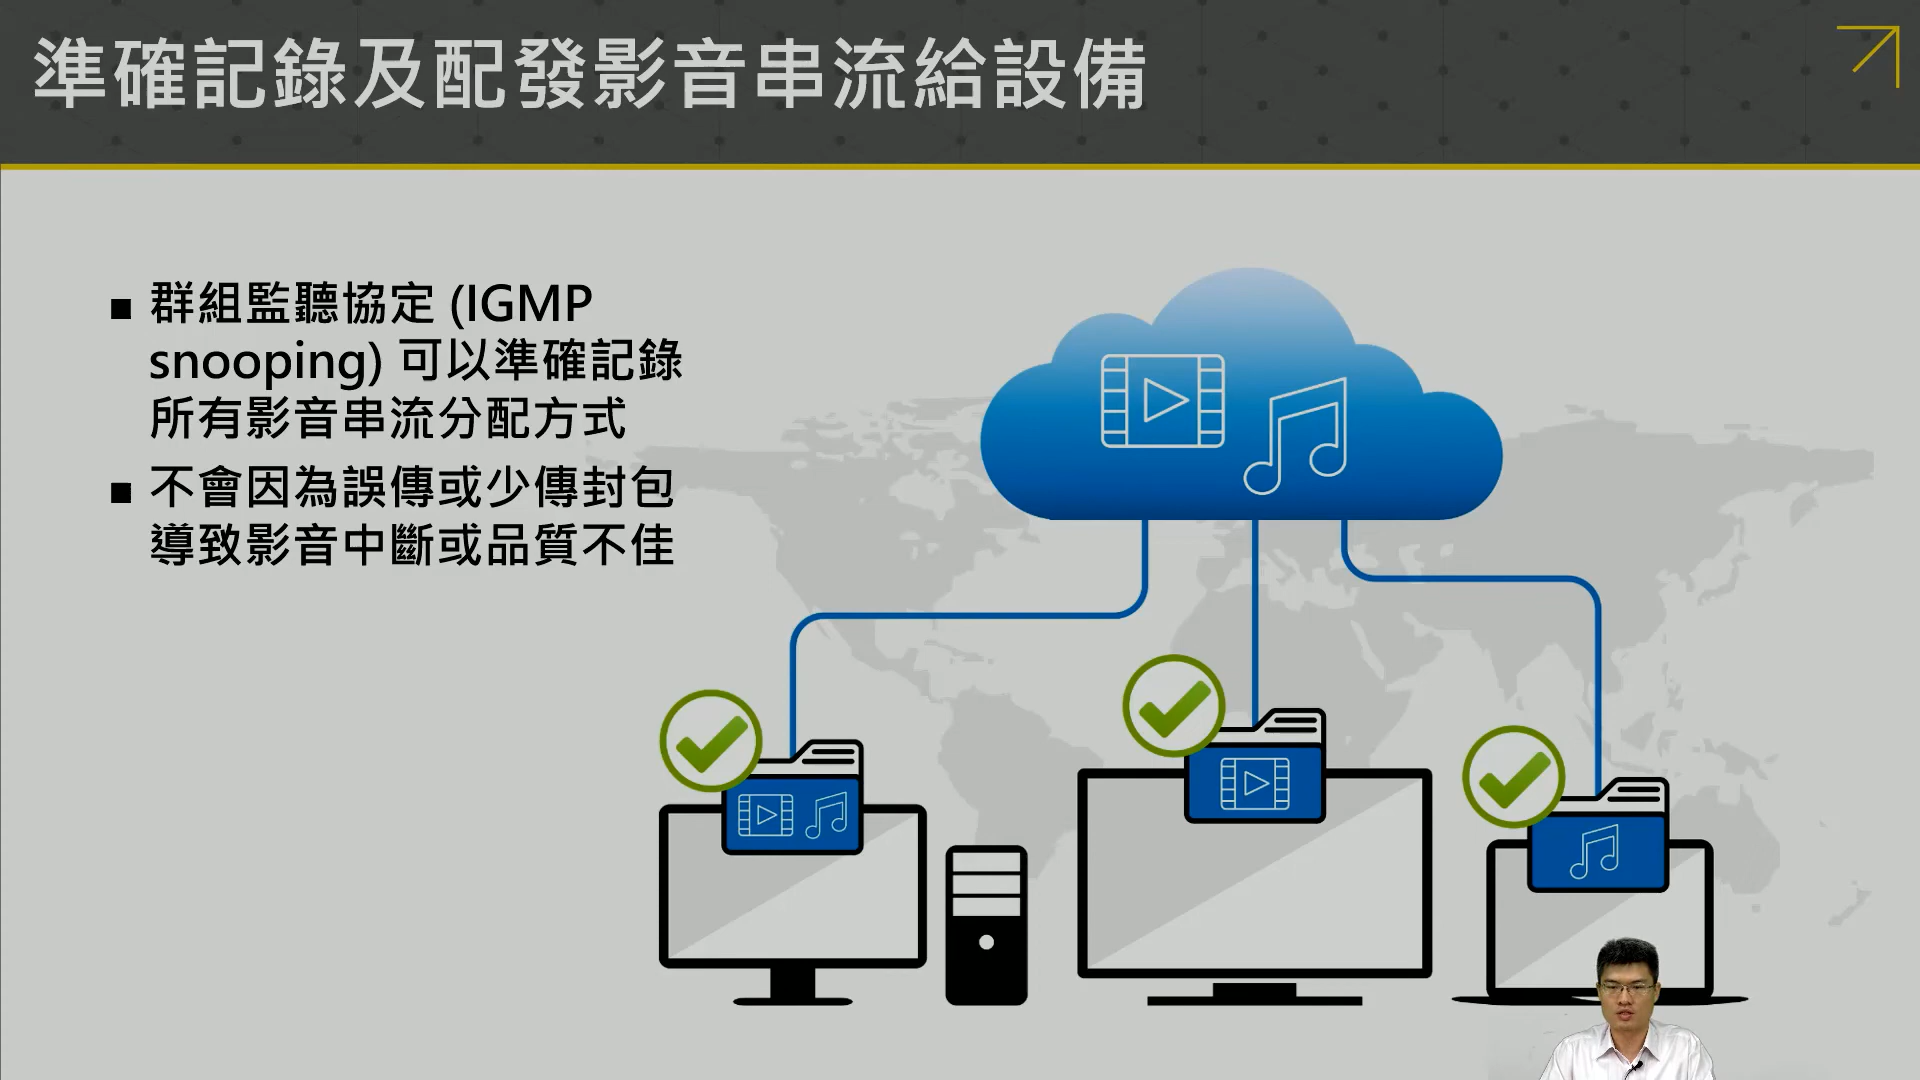 準確記錄及配發影音串流給設備
■ 群組監聽協定 (IGMP
snooping) 可以準確記錄
所有影音串流分配方式
■ 不會因為誤傳或少傳封包
導致影音中斷或品質不佳